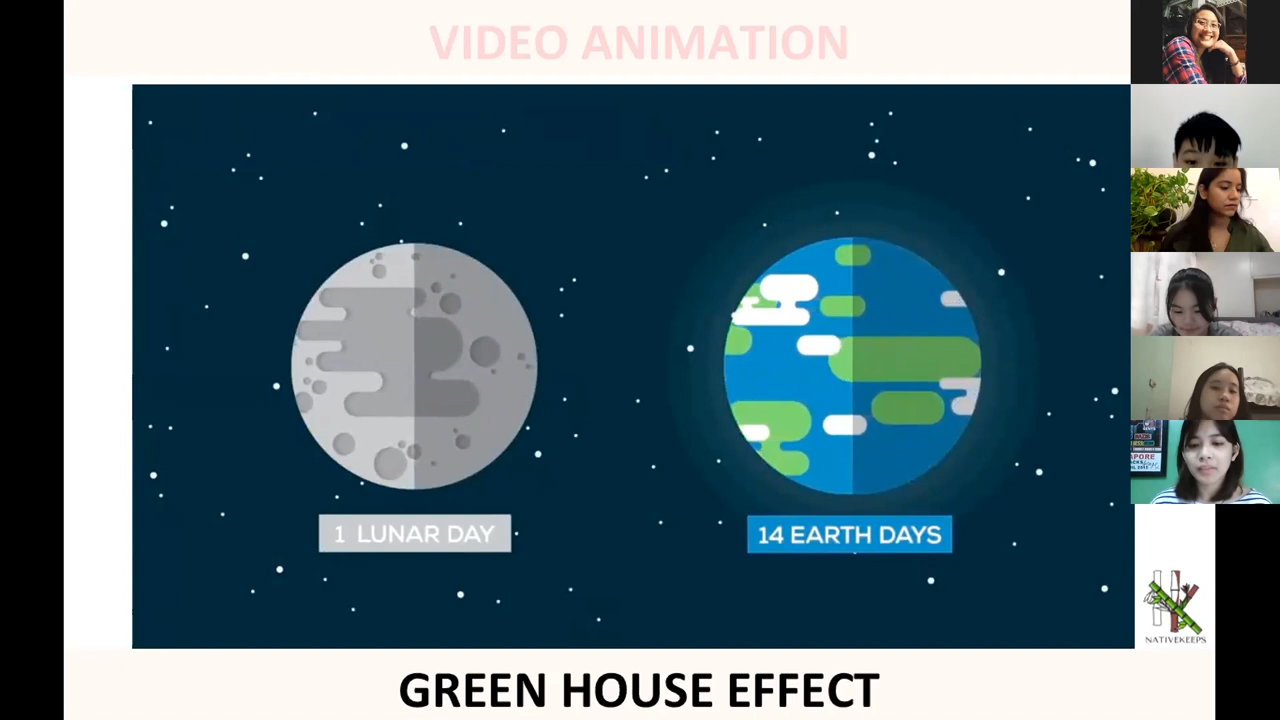 VIDEO ANIMATION
1 LUNAR DAY
14 EARTH DAYS
GREEN HOUSE EFFECT
NATIVEKEEPS